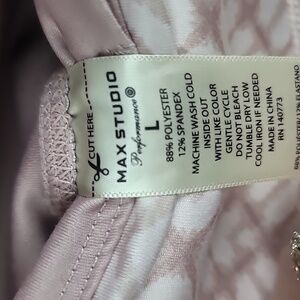 CUT HERE
MAX STUDIO
Performance®
L
88% POLYESTER
12% SPANDEX
MACHINE WASH COLD
INSIDE OUT
WITH LIKE COLOR
GENTLE CYCLE
DO NOT BLEACH
TUMBLE DRY LOW
COOL IRON IF NEEDED
MADE IN CHINA
RN 140773